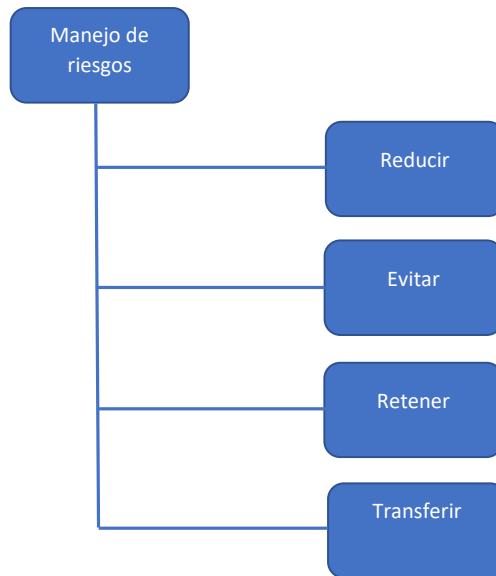 Manejo de
riesgos
Reducir
Evitar
Retener
Transferir